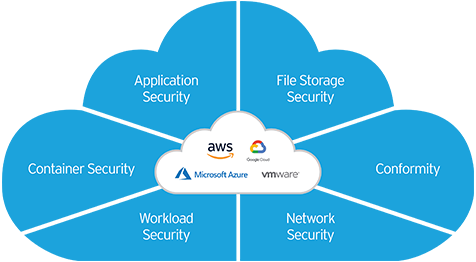 Application
Security
File Storage
Security
Container Security
aws
Google Cloud
Microsoft Azure
vmware
Conformity
Workload
Security
Network
Security